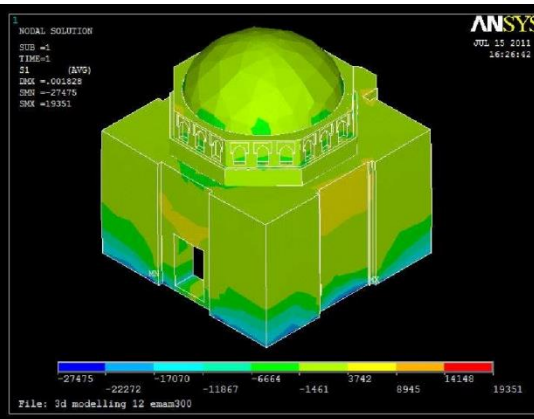 1
NODAL SOLUTION
SUB =1
TIME=1
S1 (AVG)
DMX =.001828
SMN =-27475
SMX =19351
ANSYS
JUL 15 2011
16:26:42
MN
-27475 -17070 -6664 3742 14148
-22272 -11867 -1461 8945 19351
File: 3d modelling 12 emam300